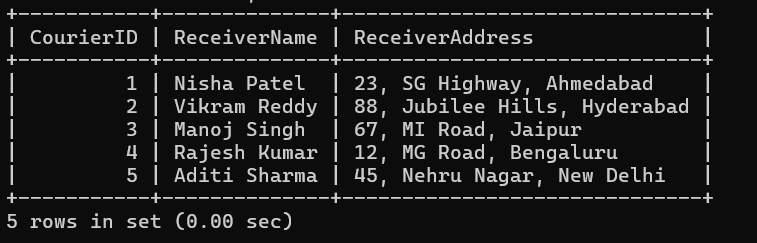 +-----------+--------------+------------------------------+
| CourierID | ReceiverName | ReceiverAddress              |
+-----------+--------------+------------------------------+
|         1 | Nisha Patel  | 23, SG Highway, Ahmedabad    |
|         2 | Vikram Reddy | 88, Jubilee Hills, Hyderabad |
|         3 | Manoj Singh  | 67, MI Road, Jaipur          |
|         4 | Rajesh Kumar | 12, MG Road, Bengaluru       |
|         5 | Aditi Sharma | 45, Nehru Nagar, New Delhi   |
+-----------+--------------+------------------------------+
5 rows in set (0.00 sec)